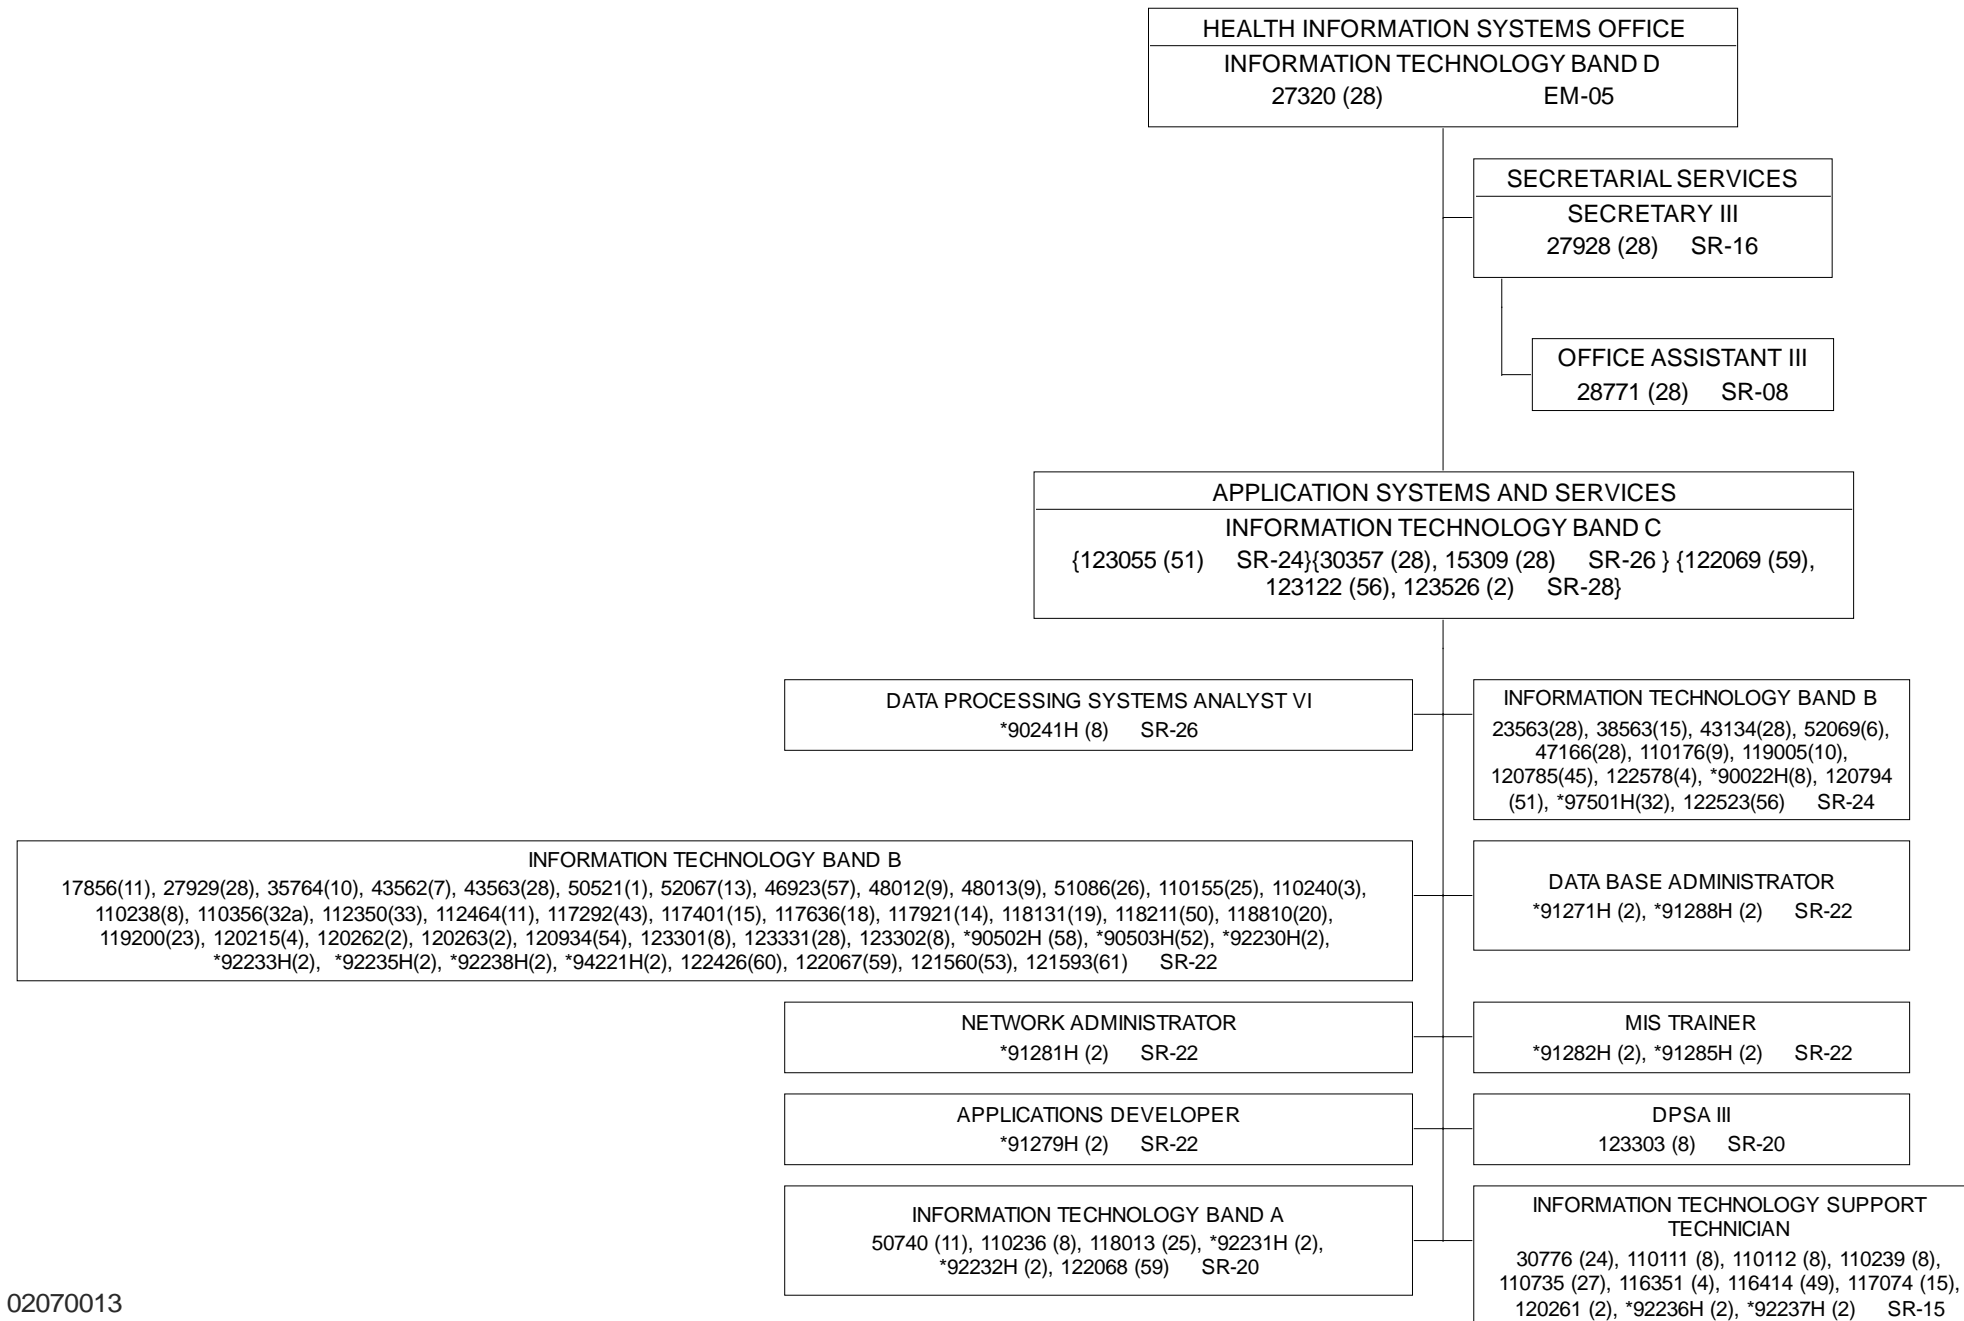 HEALTH INFORMATION SYSTEMS OFFICE
INFORMATION TECHNOLOGY BAND D
27320 (28) EM-05
SECRETARIAL SERVICES
SECRETARY III
27928 (28) SR-16
OFFICE ASSISTANT III
28771 (28) SR-08
APPLICATION SYSTEMS AND SERVICES
INFORMATION TECHNOLOGY BAND C
{123055 (51) SR-24}{30357 (28), 15309 (28) SR-26 } {122069 (59),
123122 (56), 123526 (2) SR-28}
DATA PROCESSING SYSTEMS ANALYST VI
*90241H (8) SR-26
INFORMATION TECHNOLOGY BAND B
23563(28), 38563(15), 43134(28), 52069(6),
47166(28), 110176(9), 119005(10),
120785(45), 122578(4), *90022H(8), 120794
(51), *97501H(32), 122523(56) SR-24
INFORMATION TECHNOLOGY BAND B
17856(11), 27929(28), 35764(10), 43562(7), 43563(28), 50521(1), 52067(13), 46923(57), 48012(9), 48013(9), 51086(26), 110155(25), 110240(3),
110238(8), 110356(32a), 112350(33), 112464(11), 117292(43), 117401(15), 117636(18), 117921(14), 118131(19), 118211(50), 118810(20),
119200(23), 120215(4), 120262(2), 120263(2), 120934(54), 123301(8), 123331(28), 123302(8), *90502H (58), *90503H(52), *92230H(2),
*92233H(2), *92235H(2), *92238H(2), *94221H(2), 122426(60), 122067(59), 121560(53), 121593(61) SR-22
DATA BASE ADMINISTRATOR
*91271H (2), *91288H (2) SR-22
NETWORK ADMINISTRATOR
*91281H (2) SR-22
MIS TRAINER
*91282H (2), *91285H (2) SR-22
APPLICATIONS DEVELOPER
*91279H (2) SR-22
DPSA III
123303 (8) SR-20
INFORMATION TECHNOLOGY BAND A
50740 (11), 110236 (8), 118013 (25), *92231H (2),
*92232H (2), 122068 (59) SR-20
INFORMATION TECHNOLOGY SUPPORT
TECHNICIAN
30776 (24), 110111 (8), 110112 (8), 110239 (8),
110735 (27), 116351 (4), 116414 (49), 117074 (15),
120261 (2), *92236H (2), *92237H (2) SR-15
02070013